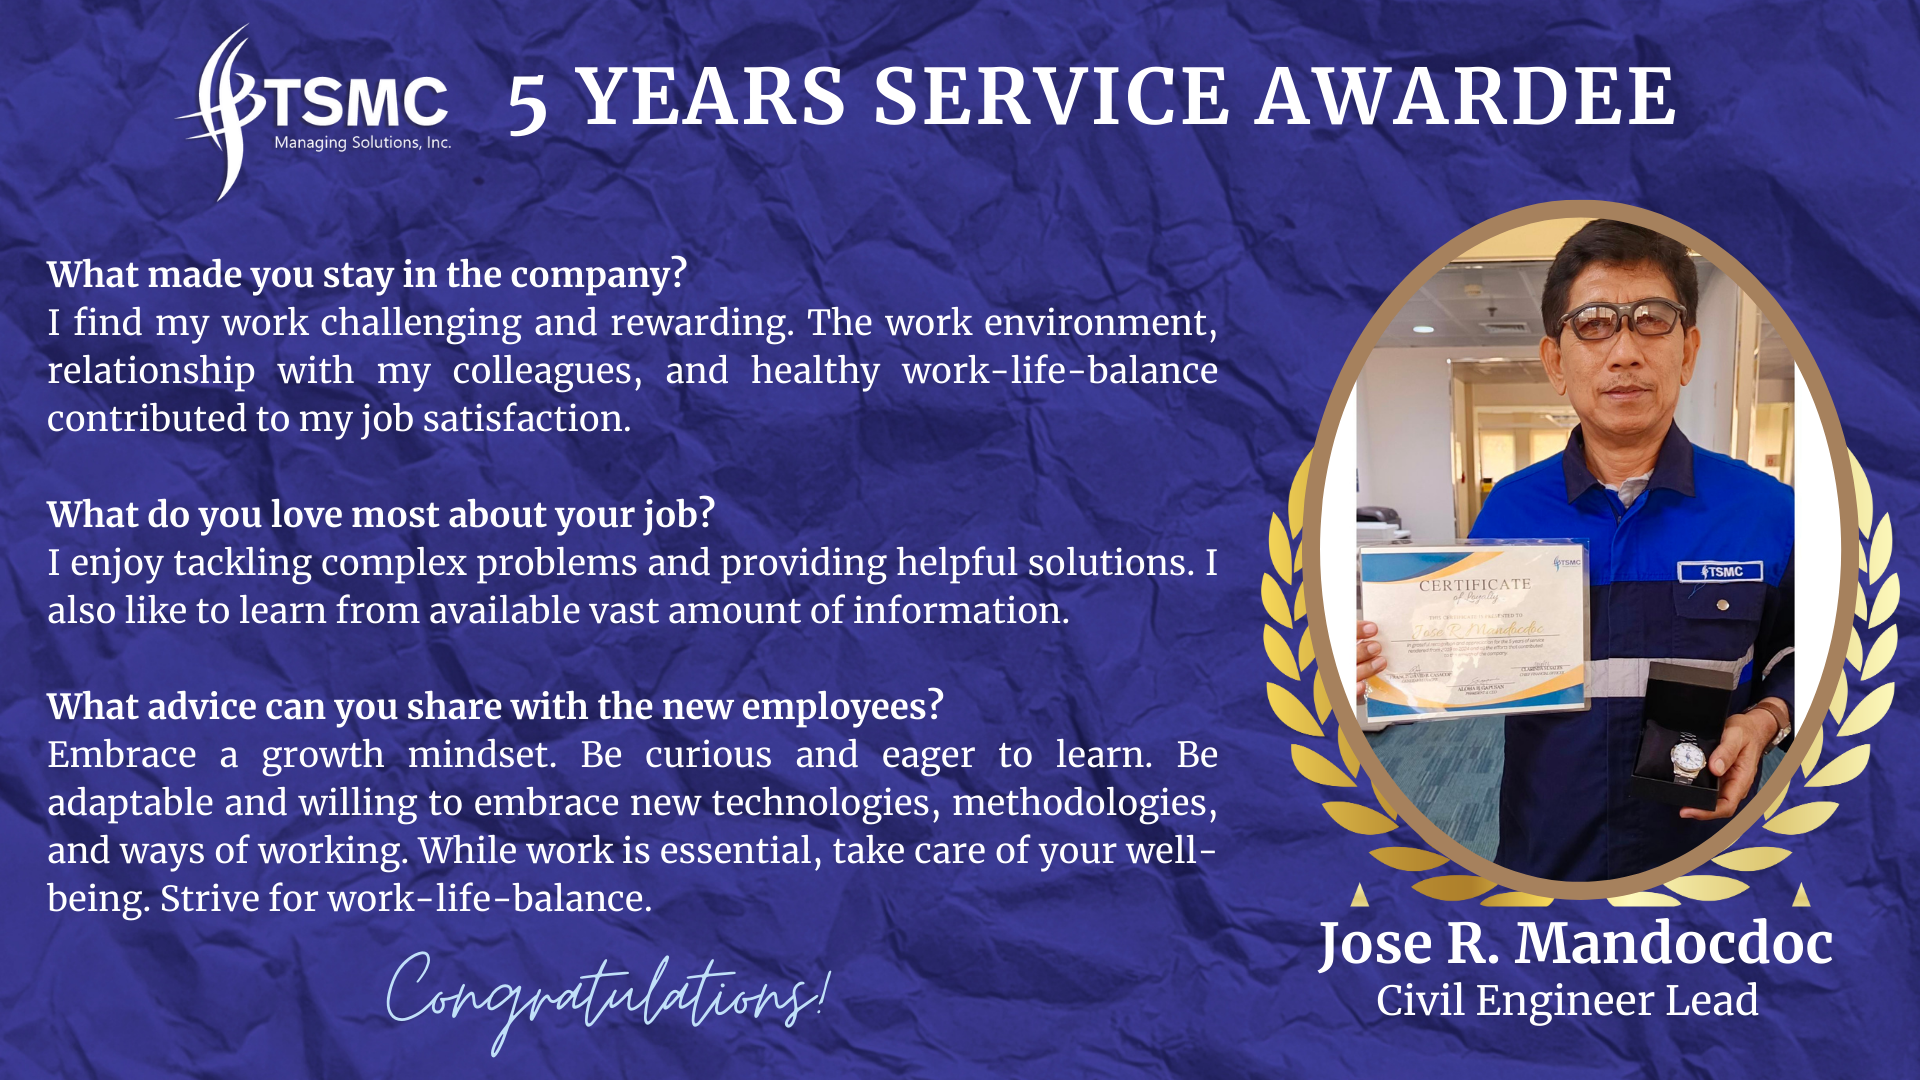 TSMC
Managing Solutions, Inc.
5 YEARS SERVICE AWARDEE
What made you stay in the company?
I find my work challenging and rewarding. The work environment,
relationship with my colleagues, and healthy work-life-balance
contributed to my job satisfaction.
What do you love most about your job?
I enjoy tackling complex problems and providing helpful solutions. I
also like to learn from available vast amount of information.
What advice can you share with the new employees?
Embrace a growth mindset. Be curious and eager to learn. Be
adaptable and willing to embrace new technologies, methodologies,
and ways of working. While work is essential, take care of your well-
being. Strive for work-life-balance.
Congratulations!
TSMC
CERTIFICATE
of Loyalty
Jose R. Mandocdoc
TSMC
Jose R. Mandocdoc
Civil Engineer Lead